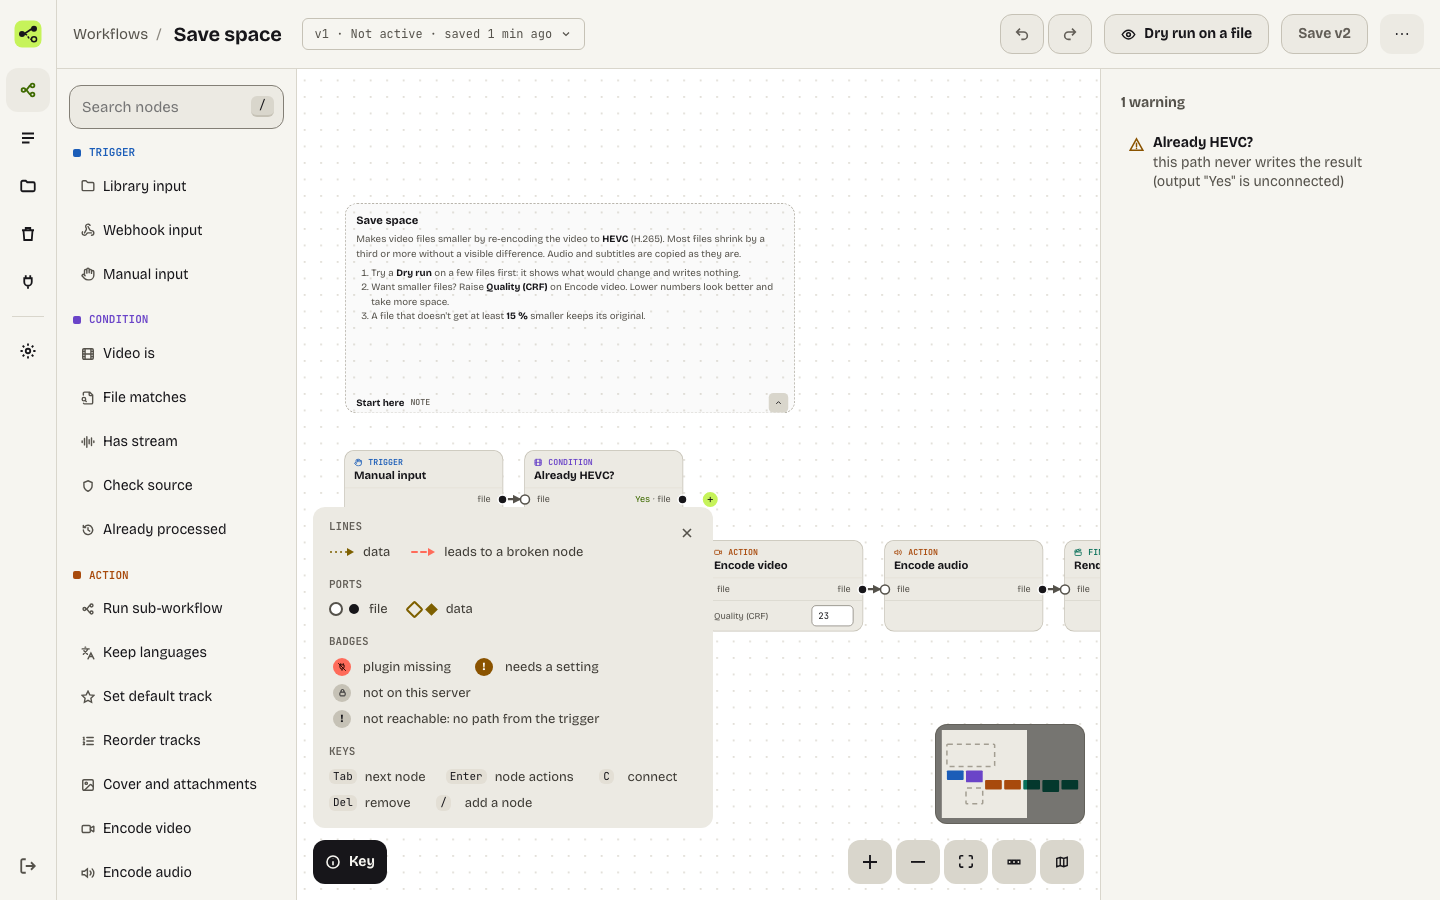 Workflows / Save space
v1 · Not active · saved 1 min ago
Dry run on a file
Save v2
Search nodes /
TRIGGER
Library input
Webhook input
Manual input
CONDITION
Video is
File matches
Has stream
Check source
Already processed
ACTION
Run sub-workflow
Keep languages
Set default track
Reorder tracks
Cover and attachments
Encode video
Encode audio
Save space
Makes video files smaller by re-encoding the video to HEVC (H.265). Most files shrink by a
third or more without a visible difference. Audio and subtitles are copied as they are.
1. Try a Dry run on a few files first: it shows what would change and writes nothing.
2. Want smaller files? Raise Quality (CRF) on Encode video. Lower numbers look better and
take more space.
3. A file that doesn't get at least 15 % smaller keeps its original.
Start here NOTE
TRIGGER
Manual input
file
CONDITION
Already HEVC?
file Yes · file
ACTION
Encode video
file file
Quality (CRF) 23
ACTION
Encode audio
file file
FI
Rend
file
LINES
data leads to a broken node
PORTS
file data
BADGES
plugin missing ! needs a setting
not on this server
! not reachable: no path from the trigger
KEYS
Tab next node Enter node actions C connect
Del remove / add a node
Key
1 warning
Already HEVC?
this path never writes the result
(output "Yes" is unconnected)